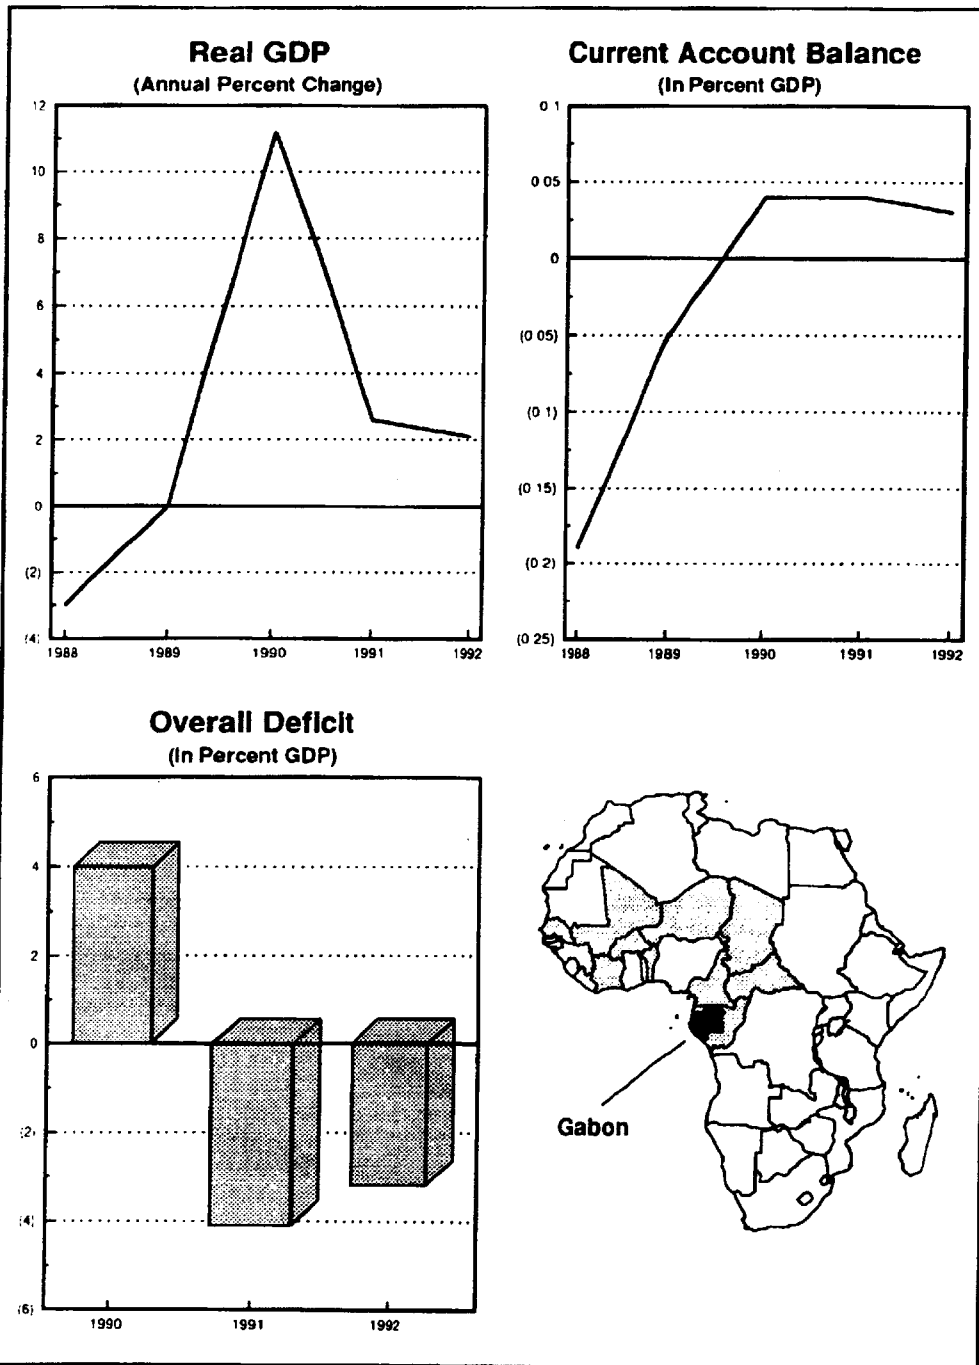 Real GDP
(Annual Percent Change)
12
10
8
6
4
2
0
(2)
(4)
1988 1989 1990 1991 1992
Current Account Balance
(In Percent GDP)
0 1
0 05
0
(0 05)
(0 1)
(0 15)
(0 2)
(0 25)
1988 1989 1990 1991 1992
Overall Deficit
(In Percent GDP)
6
4
2
0
(2)
(4)
(6)
1990 1991 1992
Gabon